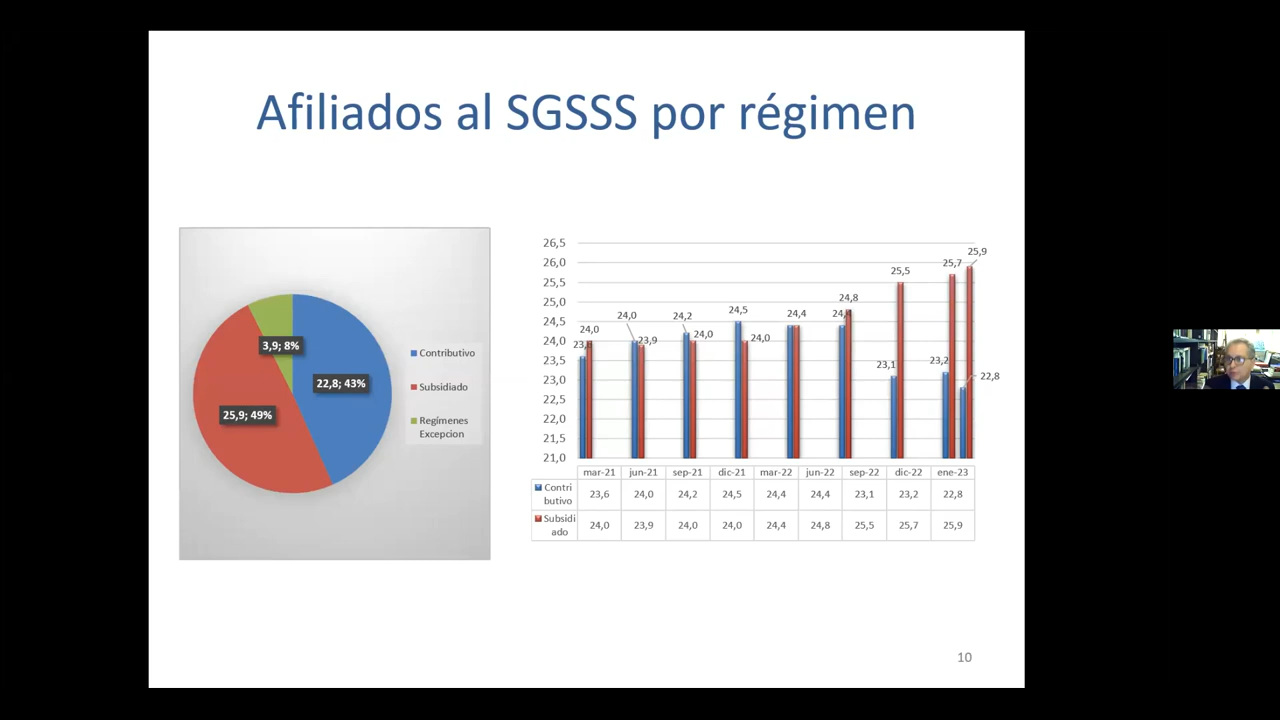 Afiliados al SGSSS por régimen
3,9; 8%
22,8; 43%
25,9; 49%
Contributivo
Subsidiado
Regímenes
Excepcion
26,5
26,0
25,5
25,0
24,5
24,0
23,5
23,0
22,5
22,0
21,5
21,0
24,0
24,0
23,9
24,2
24,0
24,5
24,0
24,4
24,8
25,5
23,1
25,7
23,2
25,9
22,8
mar-21 jun-21 sep-21 dic-21 mar-22 jun-22 sep-22 dic-22 ene-23
Contri
butivo
23,6 24,0 24,2 24,5 24,4 24,4 23,1 23,2 22,8
Subsidi
ado
24,0 23,9 24,0 24,0 24,4 24,8 25,5 25,7 25,9
10